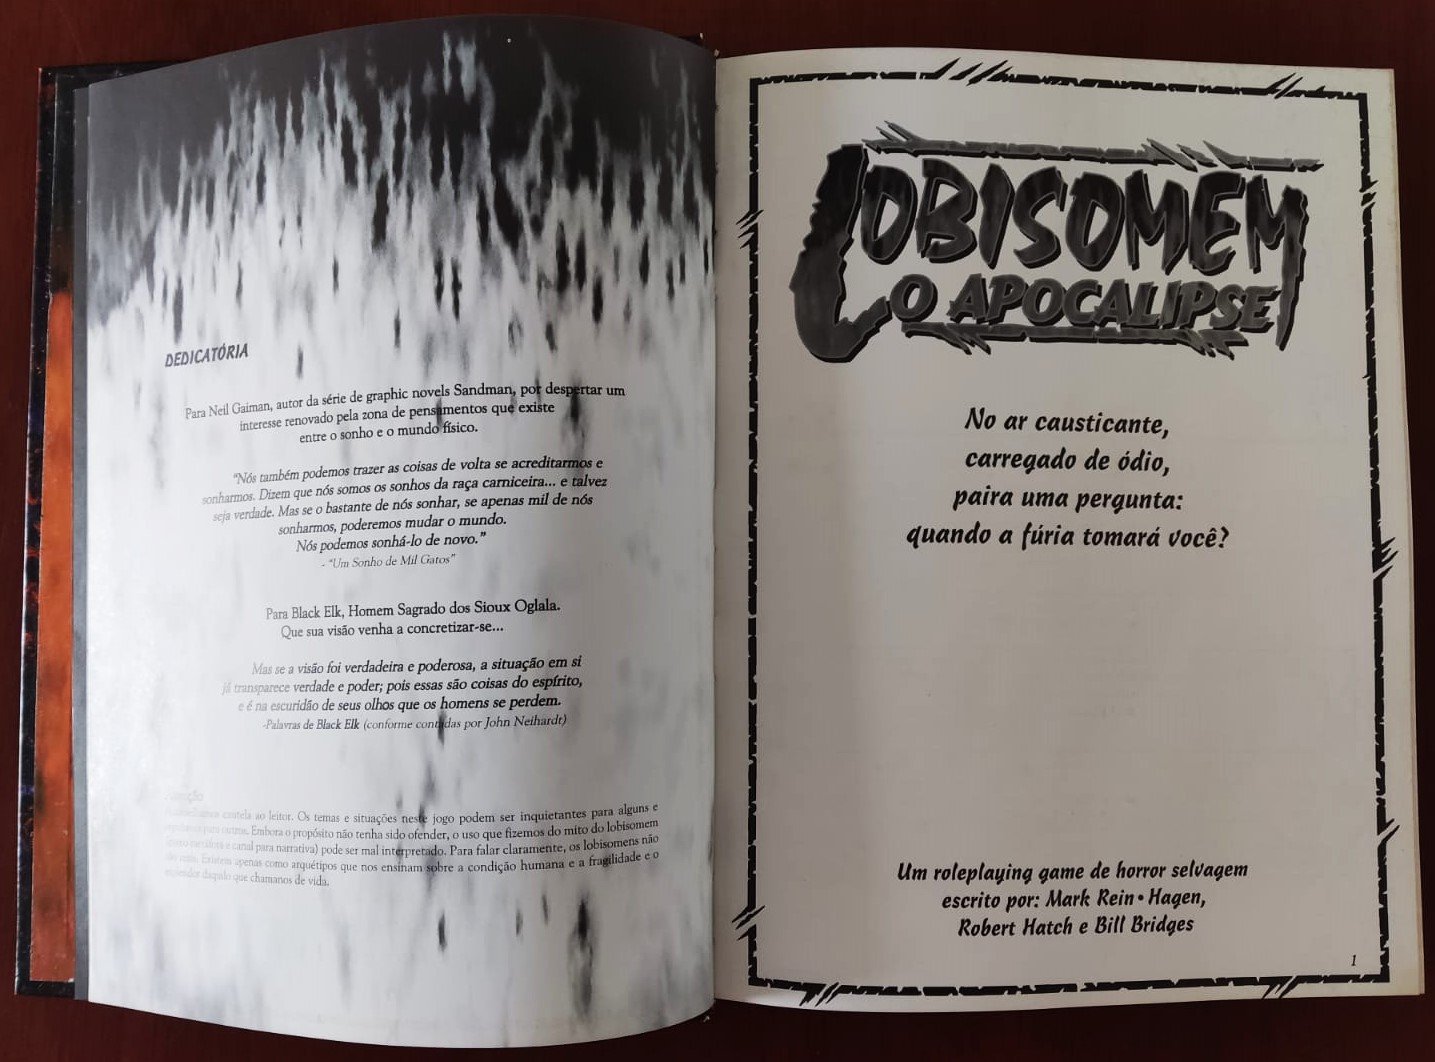 DEDICATÓRIA
Para Neil Gaiman, autor da série de graphic novels Sandman, por despertar um
interesse renovado pela zona de pensamentos que existe
entre o sonho e o mundo físico.
"Nós também podemos trazer as coisas de volta se acreditarmos e
sonharmos. Dizem que nós somos os sonhos da raça carniceira... e talvez
seja verdade. Mas se o bastante de nós sonhar, se apenas mil de nós
sonharmos, poderemos mudar o mundo.
Nós podemos sonhá-lo de novo."
- "Um Sonho de Mil Gatos"
Para Black Elk, Homem Sagrado dos Sioux Oglala.
Que sua visão venha a concretizar-se...
Mas se a visão foi verdadeira e poderosa, a situação em si
já transparece verdade e poder; pois essas são coisas do espírito,
e é na escuridão de seus olhos que os homens se perdem.
-Palavras de Black Elk (conforme contadas por John Neihardt)
cautela ao leitor. Os temas e situações neste jogo podem ser inquietantes para alguns e
para outros. Embora o propósito não tenha sido ofender, o uso que fizemos do mito do lobisomem
e canal para narrativa) pode ser mal interpretado. Para falar claramente, os lobisomens não
Existem apenas como arquétipos que nos ensinam sobre a condição humana e a fragilidade e o
daquilo que chamanos de vida.
LOBISOMEM
O APOCALIPSE
No ar causticante,
carregado de ódio,
paira uma pergunta:
quando a fúria tomará você?
Um roleplaying game de horror selvagem
escrito por: Mark Rein•Hagen,
Robert Hatch e Bill Bridges
1